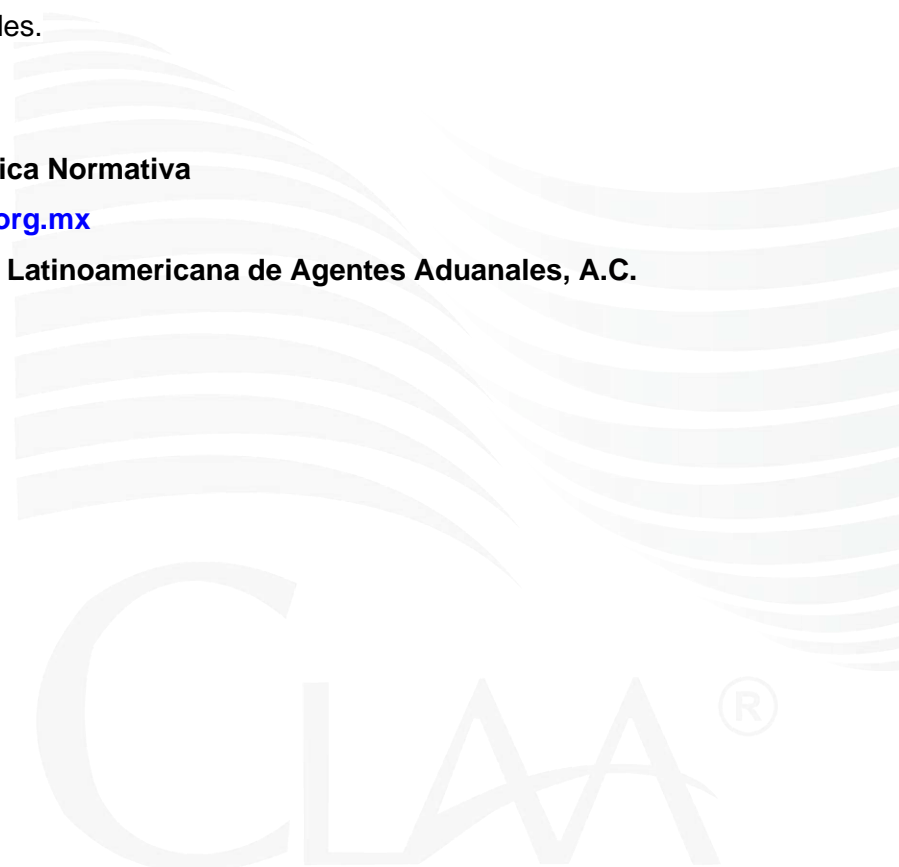 les.
ica Normativa
org.mx
Latinoamericana de Agentes Aduanales, A.C.
CLAA®